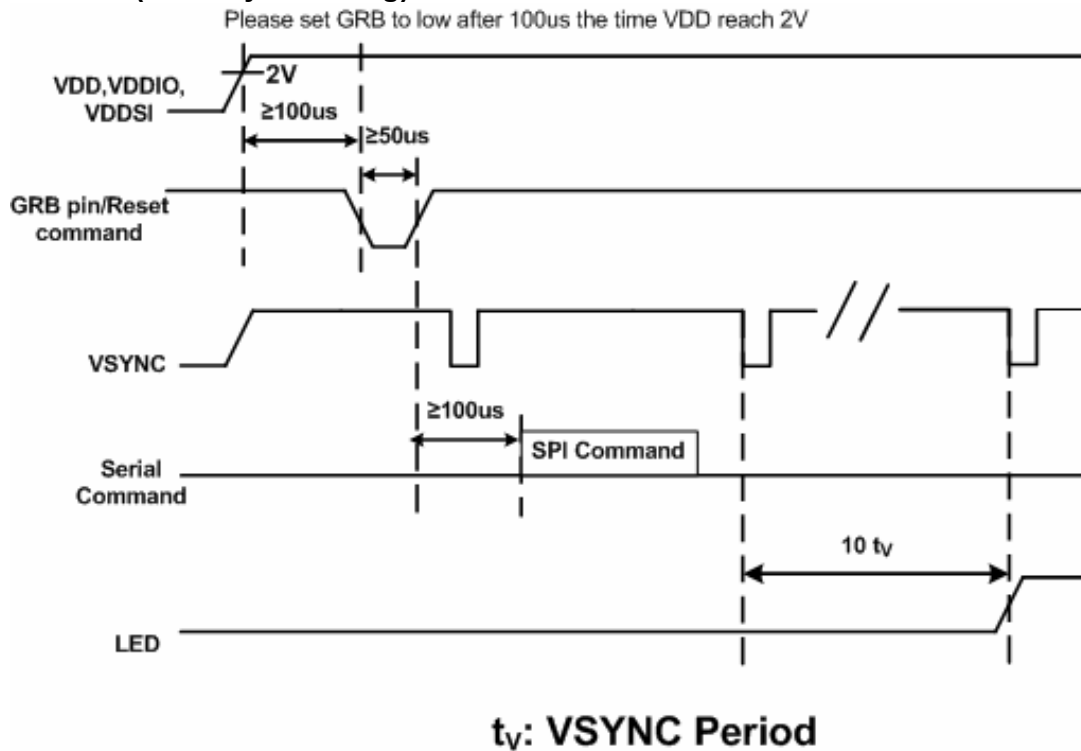 Please set GRB to low after 100us the time VDD reach 2V
VDD,VDDIO,
VDDSI
2V
≥100us
≥50us
GRB pin/Reset
command
VSYNC
≥100us
SPI Command
Serial
Command
10 tV
LED
tV: VSYNC Period